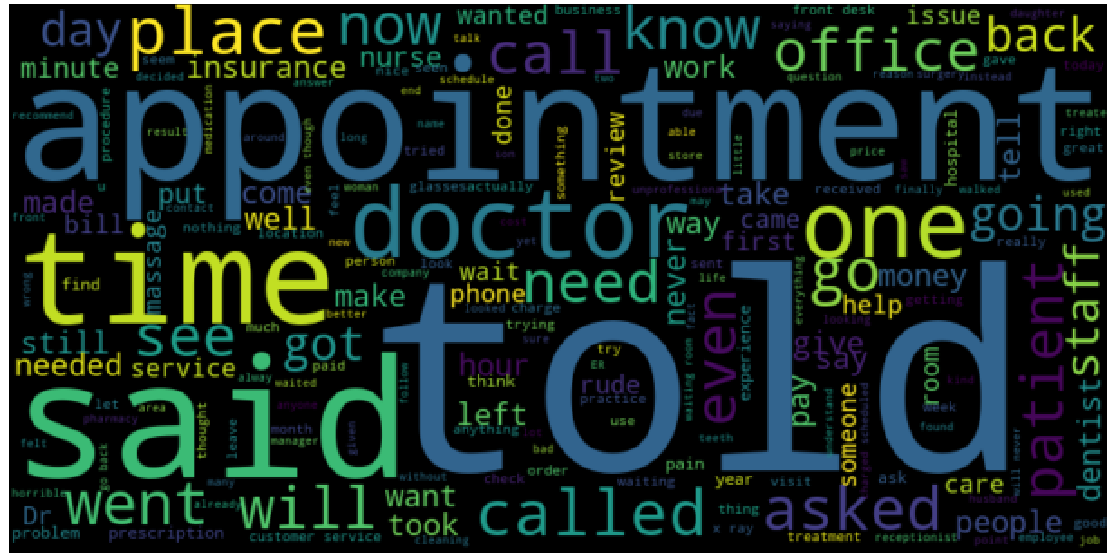 day place now know office back
wanted business front desk issue saying daughter
talk call gave
minute insurance nurse seem seen nice work question reason surgery instead today
decided answer schedule two
appointment
recommend procedure result medication around even though long end name tried done son something review due able store little price hospital tell right treate great
made put come u woman glasses actually unprofessional take received finally walked used
front bill contact well feel doctor may way came first one going really
nothing location new yet cost
time massage person company look wait need never sent life everything go money staff
wrong find make phone looked charge fact help getting
better looking
still see got much trying sure even experience give say patient
needed service paid hour think try ER rude waiting room pay room kind
alway waited follow practice understand week
said let area thought month anyone given left use told someone found dentist
pharmacy manager anything lot teeth
felt leave bad pain charged scheduled will never
go back without check order waiting year visit ask care husband
horrible many want thing
Dr went will already took called asked people good
problem prescription customer service cleaning x ray treatment receptionist point employee job